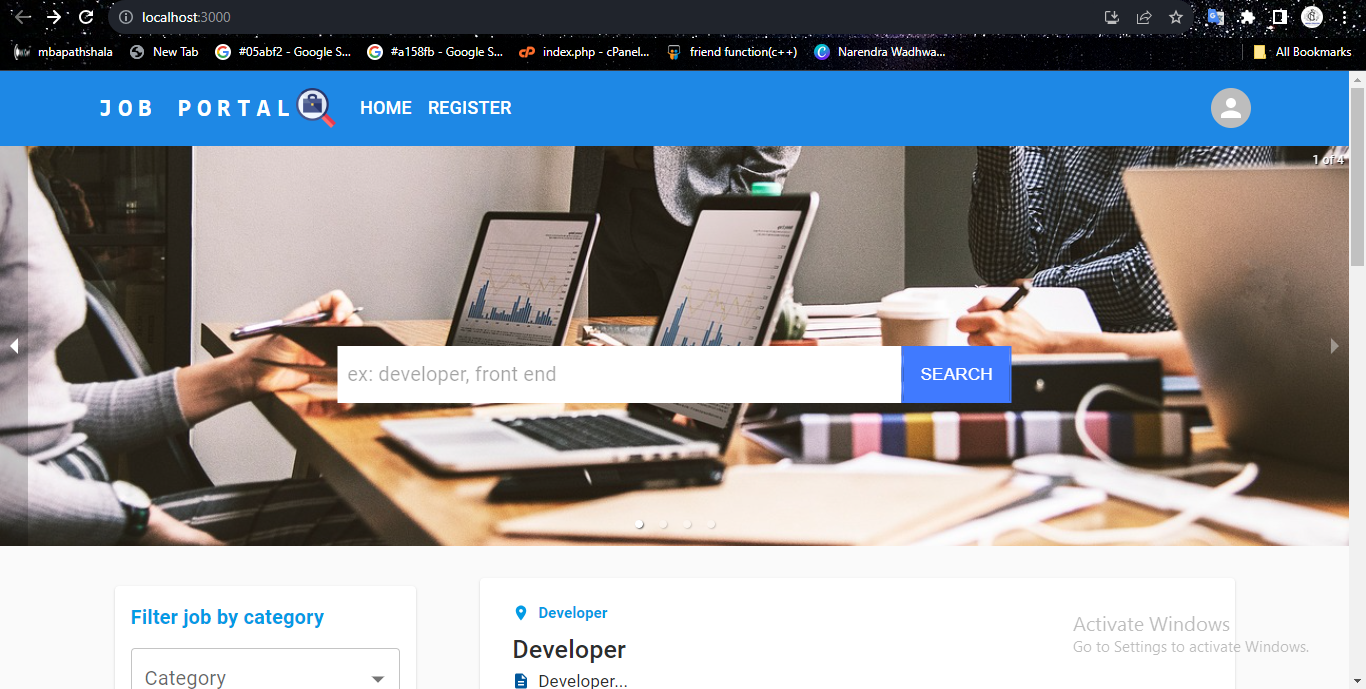 localhost:3000
mbapathshala New Tab #05abf2 - Google S... #a158fb - Google S... index.php - cPanel... friend function(c++) Narendra Wadhwa... All Bookmarks
JOB PORTAL HOME REGISTER
1 of 4
ex: developer, front end SEARCH
Filter job by category
Category
Developer
Developer
Developer...
Activate Windows
Go to Settings to activate Windows.